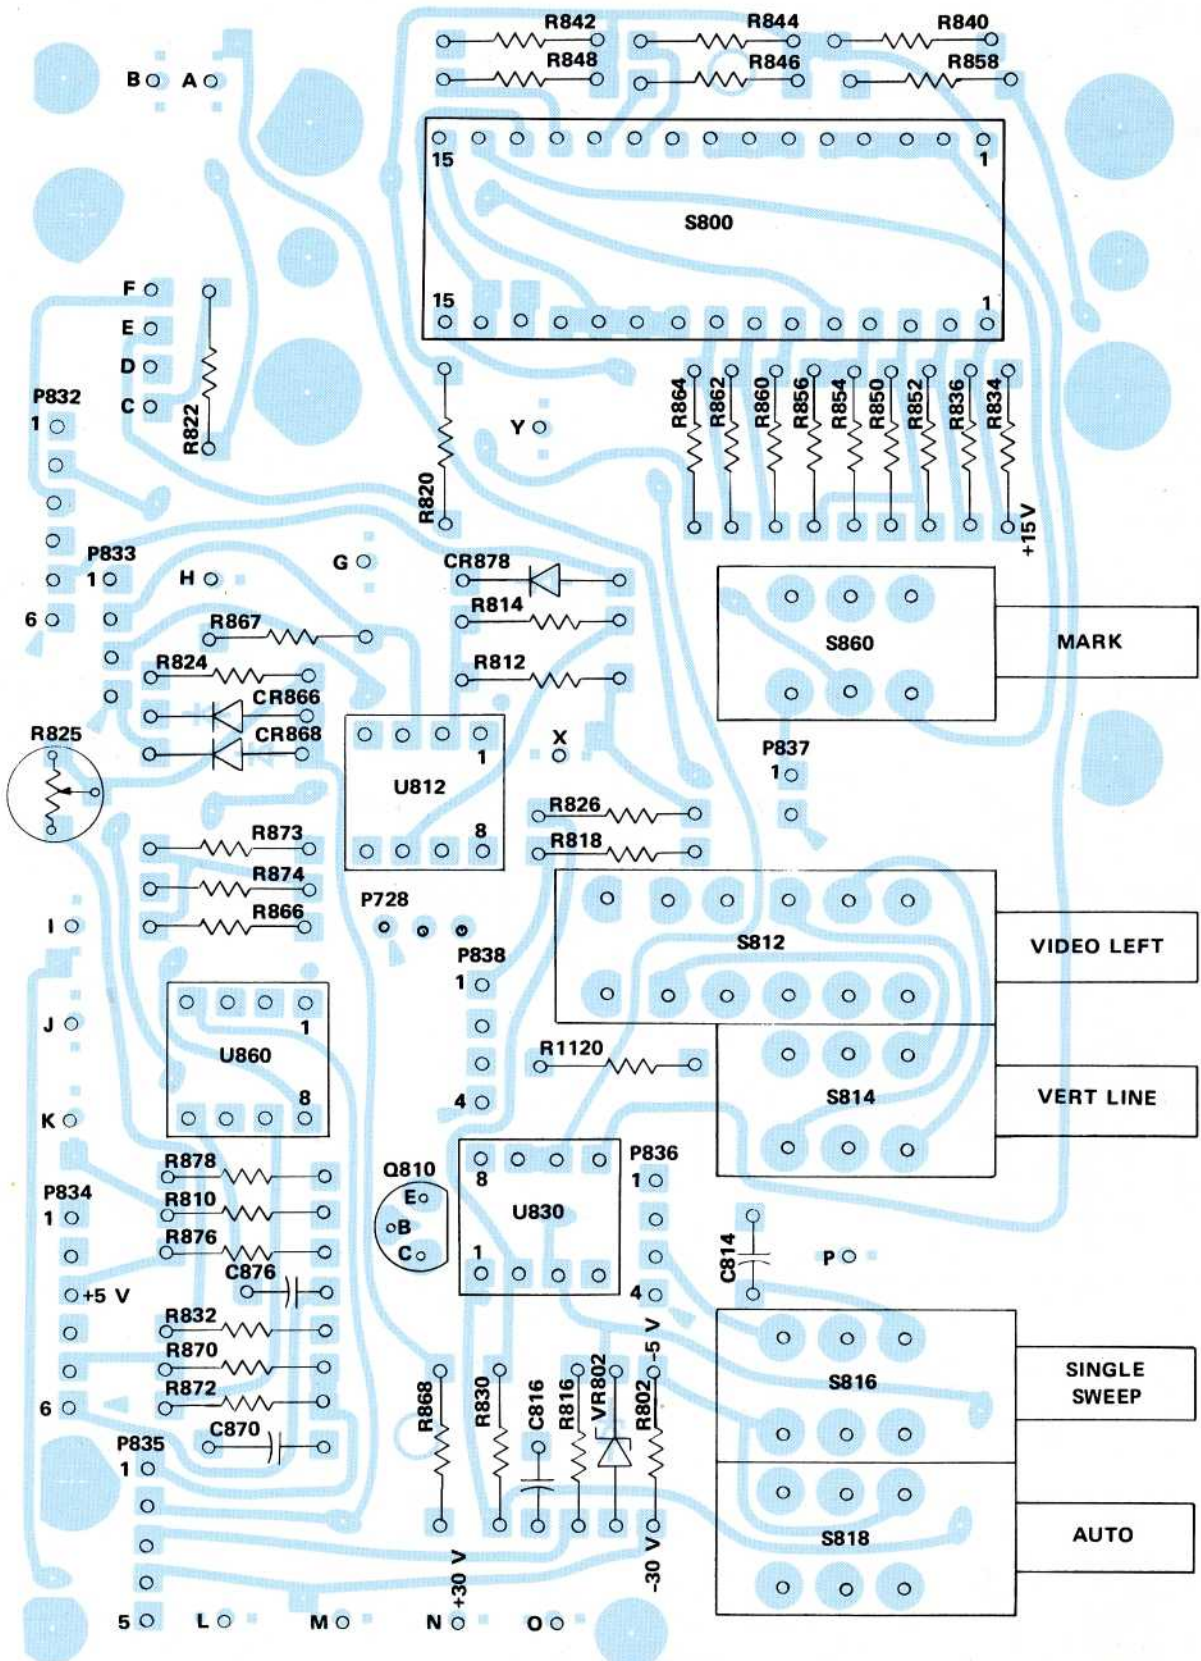 R842
R844
R840
R848
R846
R858
B
A
15
1
S800
15
1
F
E
D
C
R822
P832
1
6
Y
R820
R864
R862
R860
R856
R854
R850
R852
R836
R834
+15 V
P833
1
H
G
CR878
R814
R812
R867
R824
CR866
CR868
R825
S860
MARK
P837
1
U812
1
8
X
R826
R818
R873
R874
R866
P728
I
P838
1
4
S812
VIDEO LEFT
J
U860
1
8
R1120
S814
VERT LINE
K
R878
R810
R876
C876
P834
1
+5 V
6
Q810
E
B
C
8
U830
1
P836
1
4
C814
P
R832
R870
R872
C870
P835
1
5
R868
R830
C816
R816
VR802
R802
-5 V
S816
SINGLE
SWEEP
S818
AUTO
+30 V
-30 V
L
M
N
O